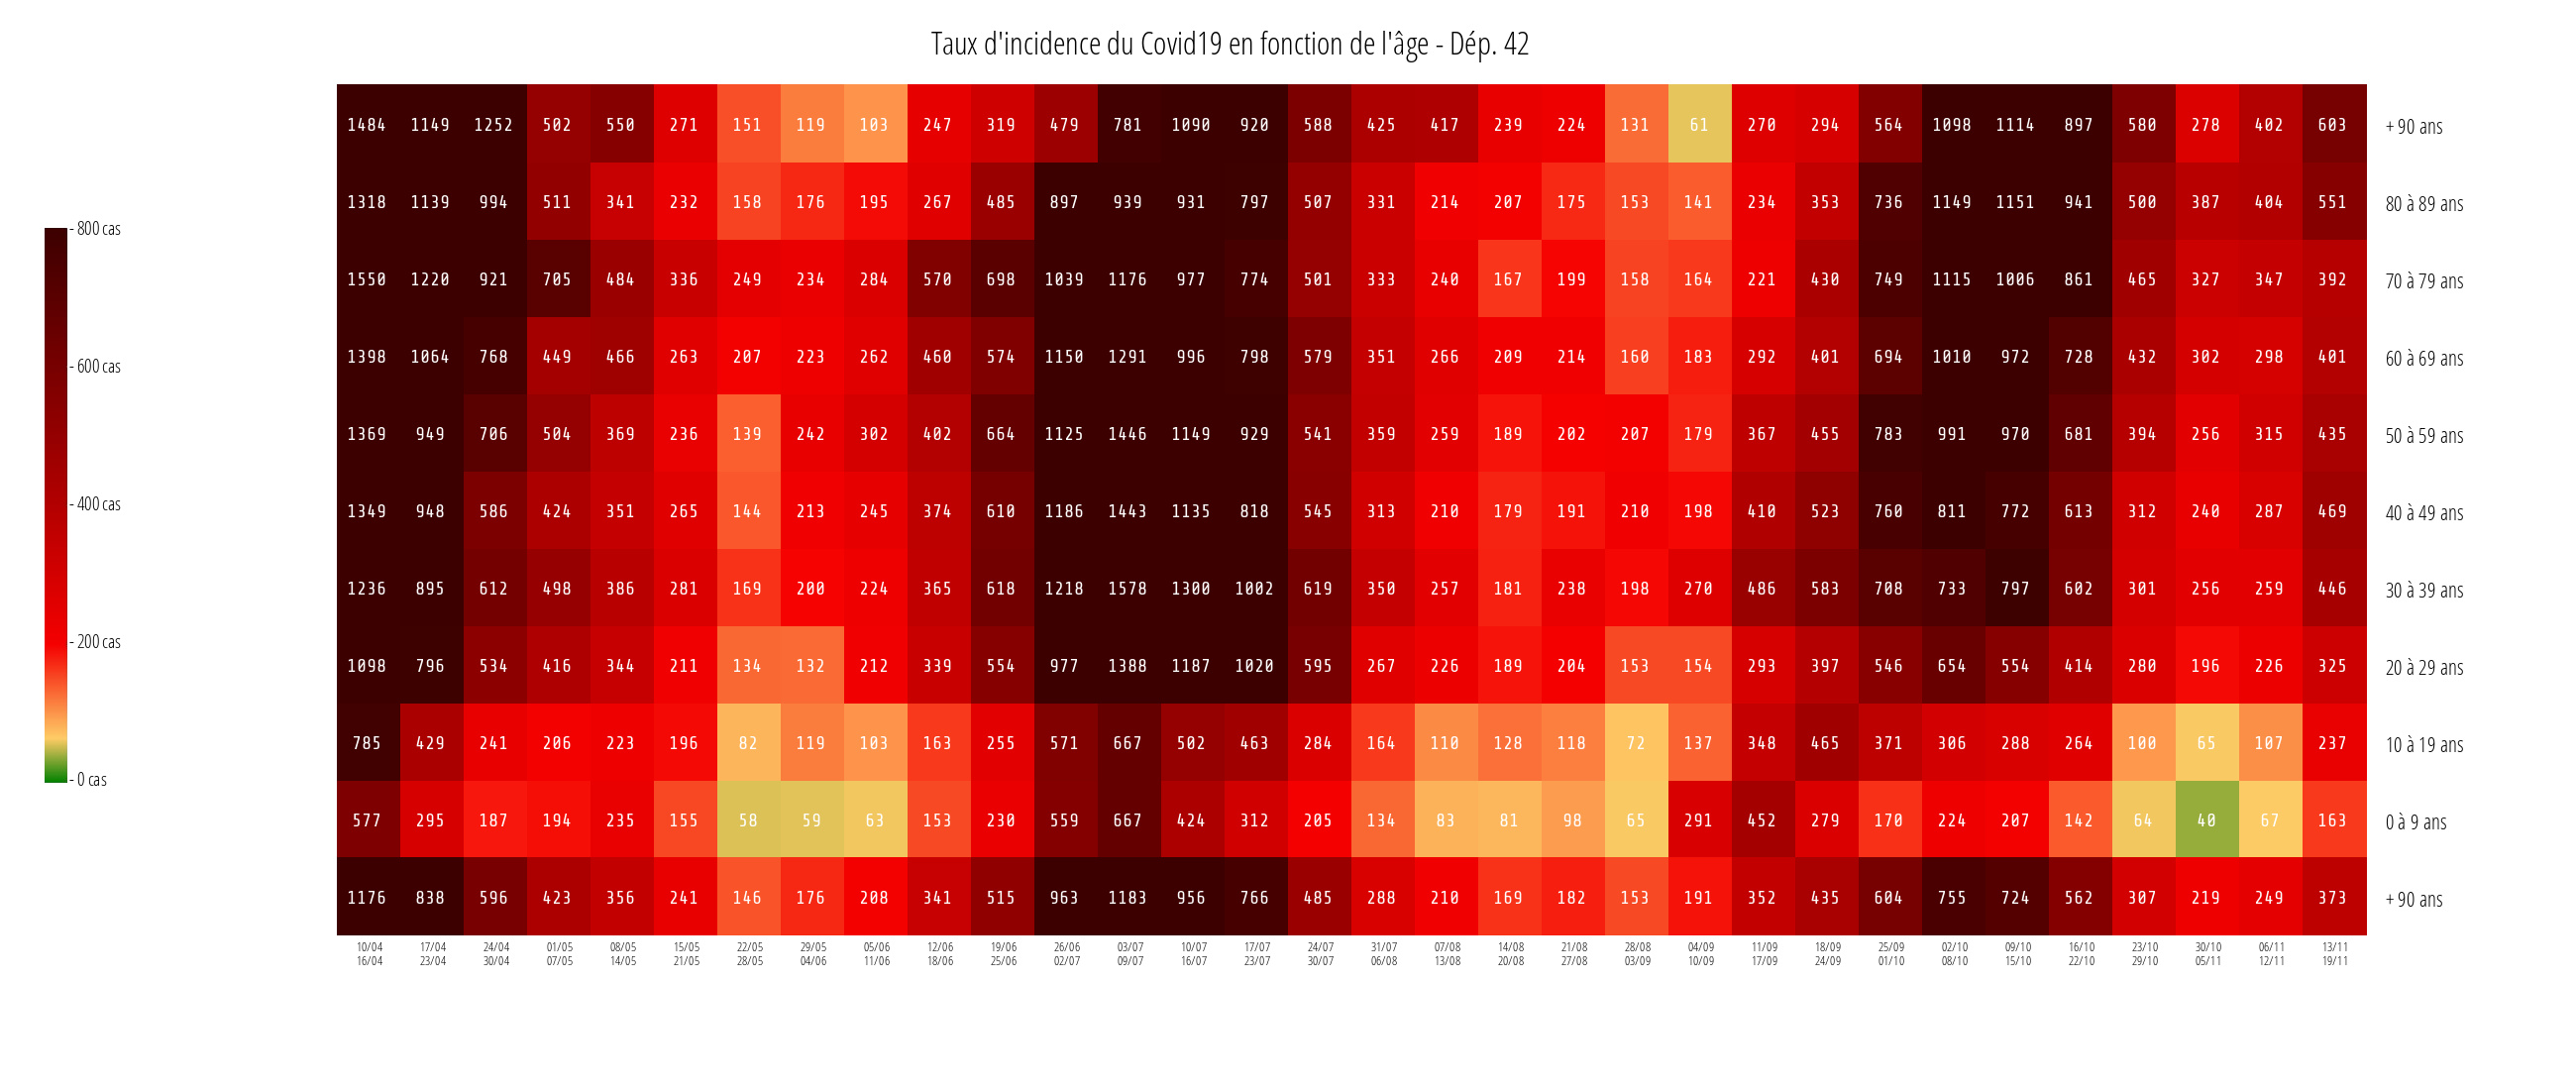 Taux d'incidence du Covid19 en fonction de l'âge - Dép. 42
- 800 cas
- 600 cas
- 400 cas
- 200 cas
- 0 cas
1484 1149 1252 502 550 271 151 119 103 247 319 479 781 1090 920 588 425 417 239 224 131 61 270 294 564 1098 1114 897 580 278 402 603 + 90 ans
1318 1139 994 511 341 232 158 176 195 267 485 897 939 931 797 507 331 214 207 175 153 141 234 353 736 1149 1151 941 500 387 404 551 80 à 89 ans
1550 1220 921 705 484 336 249 234 284 570 698 1039 1176 977 774 501 333 240 167 199 158 164 221 430 749 1115 1006 861 465 327 347 392 70 à 79 ans
1398 1064 768 449 466 263 207 223 262 460 574 1150 1291 996 798 579 351 266 209 214 160 183 292 401 694 1010 972 728 432 302 298 401 60 à 69 ans
1369 949 706 504 369 236 139 242 302 402 664 1125 1446 1149 929 541 359 259 189 202 207 179 367 455 783 991 970 681 394 256 315 435 50 à 59 ans
1349 948 586 424 351 265 144 213 245 374 610 1186 1443 1135 818 545 313 210 179 191 210 198 410 523 760 811 772 613 312 240 287 469 40 à 49 ans
1236 895 612 498 386 281 169 200 224 365 618 1218 1578 1300 1002 619 350 257 181 238 198 270 486 583 708 733 797 602 301 256 259 446 30 à 39 ans
1098 796 534 416 344 211 134 132 212 339 554 977 1388 1187 1020 595 267 226 189 204 153 154 293 397 546 654 554 414 280 196 226 325 20 à 29 ans
785 429 241 206 223 196 82 119 103 163 255 571 667 502 463 284 164 110 128 118 72 137 348 465 371 306 288 264 100 65 107 237 10 à 19 ans
577 295 187 194 235 155 58 59 63 153 230 559 667 424 312 205 134 83 81 98 65 291 452 279 170 224 207 142 64 40 67 163 0 à 9 ans
1176 838 596 423 356 241 146 176 208 341 515 963 1183 956 766 485 288 210 169 182 153 191 352 435 604 755 724 562 307 219 249 373 + 90 ans
10/04 17/04 24/04 01/05 08/05 15/05 22/05 29/05 05/06 12/06 19/06 26/06 03/07 10/07 17/07 24/07 31/07 07/08 14/08 21/08 28/08 04/09 11/09 18/09 25/09 02/10 09/10 16/10 23/10 30/10 06/11 13/11
16/04 23/04 30/04 07/05 14/05 21/05 28/05 04/06 11/06 18/06 25/06 02/07 09/07 16/07 23/07 30/07 06/08 13/08 20/08 27/08 03/09 10/09 17/09 24/09 01/10 08/10 15/10 22/10 29/10 05/11 12/11 19/11